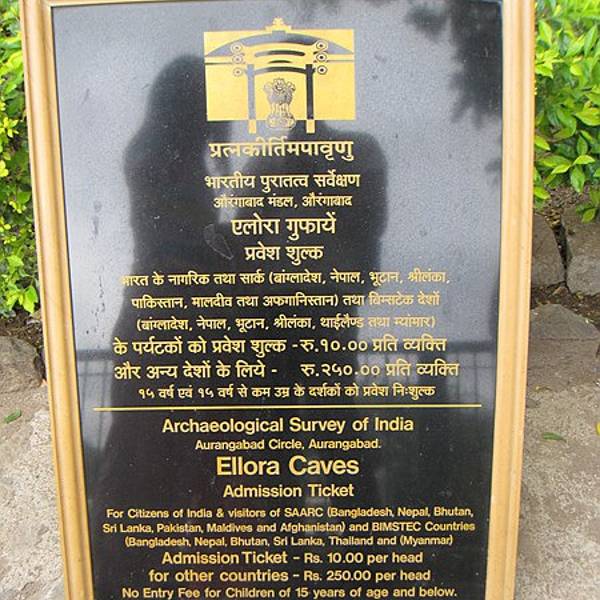 प्रत्नकीर्तिमपावृणु
भारतीय पुरातत्व सर्वेक्षण
औरंगाबाद मंडल, औरंगाबाद
एलोरा गुफायें
प्रवेश शुल्क
भारत के नागरिक तथा सार्क (बांग्लादेश, नेपाल, भूटान, श्रीलंका,
पाकिस्तान, मालदीव तथा अफगानिस्तान) तथा बिम्सटेक देशों
(बांग्लादेश, नेपाल, भूटान, श्रीलंका, थाईलैण्ड तथा म्यांमार)
के पर्यटकों को प्रवेश शुल्क - रु.१०.०० प्रति व्यक्ति
और अन्य देशों के लिये - रु.२५०.०० प्रति व्यक्ति
१५ वर्ष एवं १५ वर्ष से कम उम्र के दर्शकों को प्रवेश निःशुल्क
Archaeological Survey of India
Aurangabad Circle, Aurangabad.
Ellora Caves
Admission Ticket
For Citizens of India & visitors of SAARC (Bangladesh, Nepal, Bhutan,
Sri Lanka, Pakistan, Maldives and Afghanistan) and BIMSTEC Countries
(Bangladesh, Nepal, Bhutan, Sri Lanka, Thailand and (Myanmar)
Admission Ticket - Rs. 10.00 per head
for other countries - Rs. 250.00 per head
No Entry Fee for Children of 15 years of age and below.